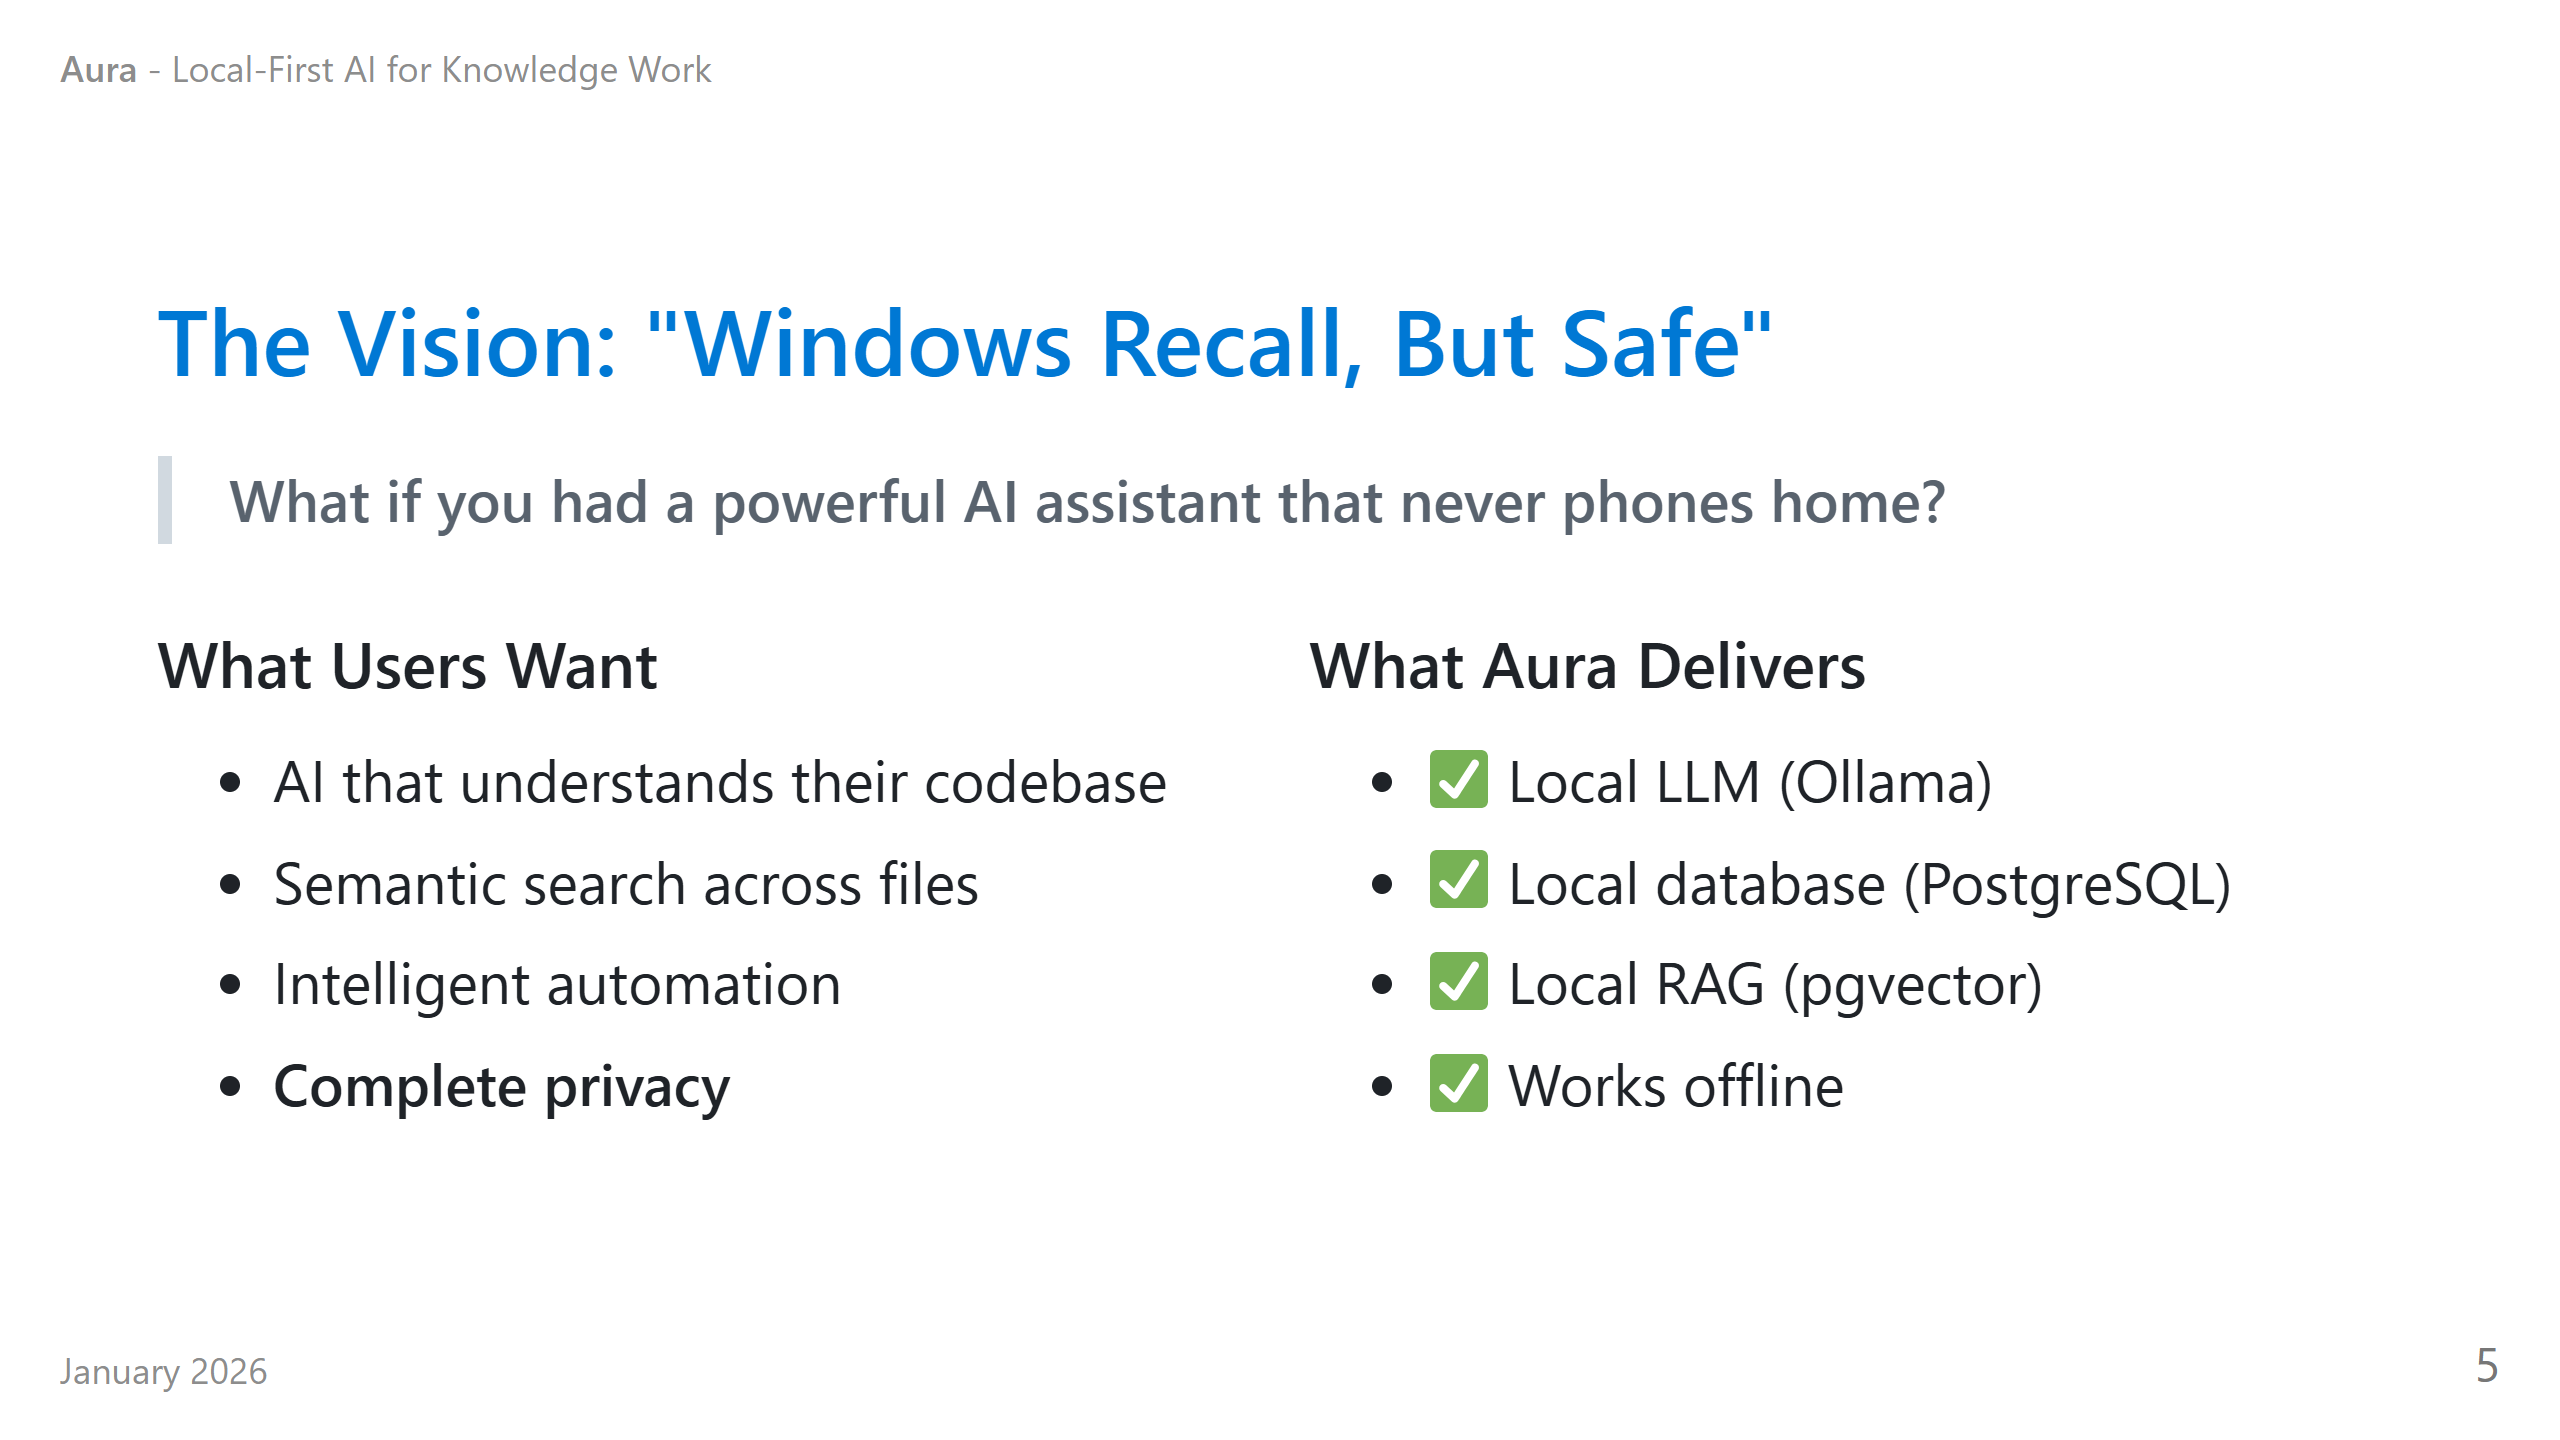 Aura - Local-First AI for Knowledge Work
The Vision: "Windows Recall, But Safe"
What if you had a powerful AI assistant that never phones home?
What Users Want
• AI that understands their codebase
• Semantic search across files
• Intelligent automation
• Complete privacy
What Aura Delivers
• ✅ Local LLM (Ollama)
• ✅ Local database (PostgreSQL)
• ✅ Local RAG (pgvector)
• ✅ Works offline
January 2026
5